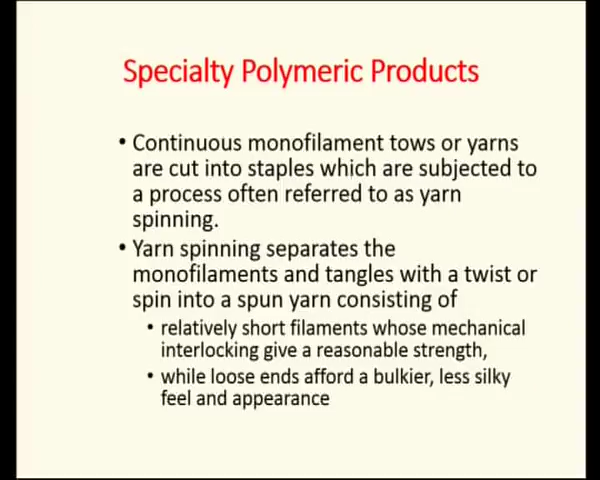 Specialty Polymeric Products
• Continuous monofilament tows or yarns
are cut into staples which are subjected to
a process often referred to as yarn
spinning.
• Yarn spinning separates the
monofilaments and tangles with a twist or
spin into a spun yarn consisting of
• relatively short filaments whose mechanical
interlocking give a reasonable strength,
• while loose ends afford a bulkier, less silky
feel and appearance